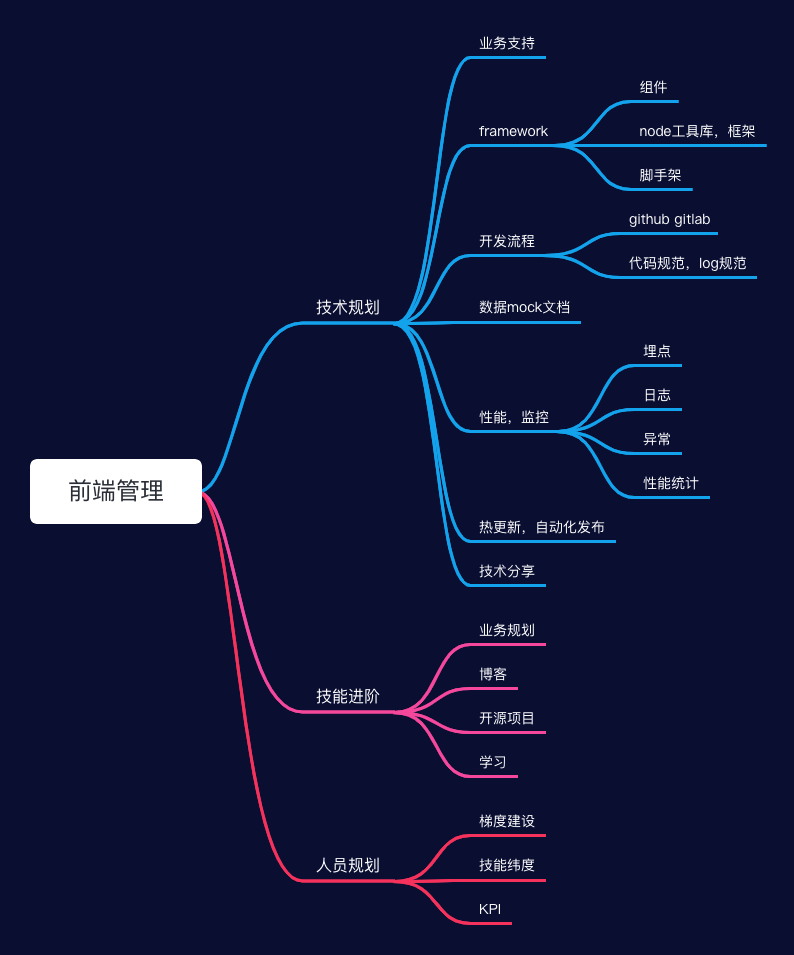 业务支持
组件
framework
node工具库，框架
脚手架
github gitlab
开发流程
代码规范，log规范
技术规划
数据mock文档
埋点
日志
性能，监控
异常
性能统计
前端管理
热更新，自动化发布
技术分享
业务规划
博客
技能进阶
开源项目
学习
梯度建设
人员规划
技能纬度
KPI